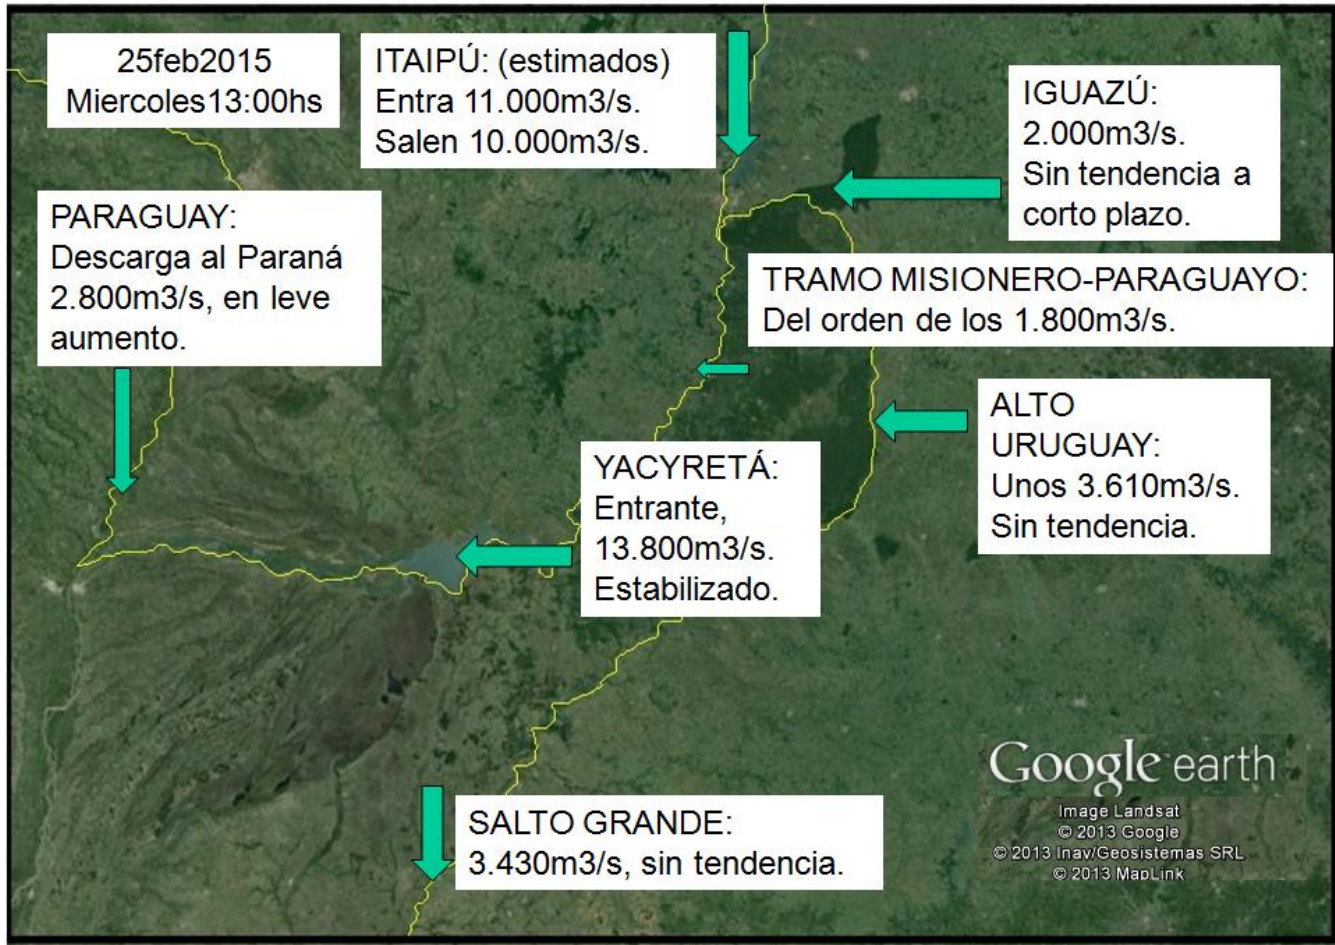 25feb2015
Miercoles13:00hs
ITAIPÚ: (estimados)
Entra 11.000m3/s.
Salen 10.000m3/s.
IGUAZÚ:
2.000m3/s.
Sin tendencia a
corto plazo.
PARAGUAY:
Descarga al Paraná
2.800m3/s, en leve
aumento.
TRAMO MISIONERO-PARAGUAYO:
Del orden de los 1.800m3/s.
ALTO
URUGUAY:
Unos 3.610m3/s.
Sin tendencia.
YACYRETÁ:
Entrante,
13.800m3/s.
Estabilizado.
SALTO GRANDE:
3.430m3/s, sin tendencia.
Google earth
Image Landsat
© 2013 Google
© 2013 Inav/Geosistemas SRL
© 2013 MapLink